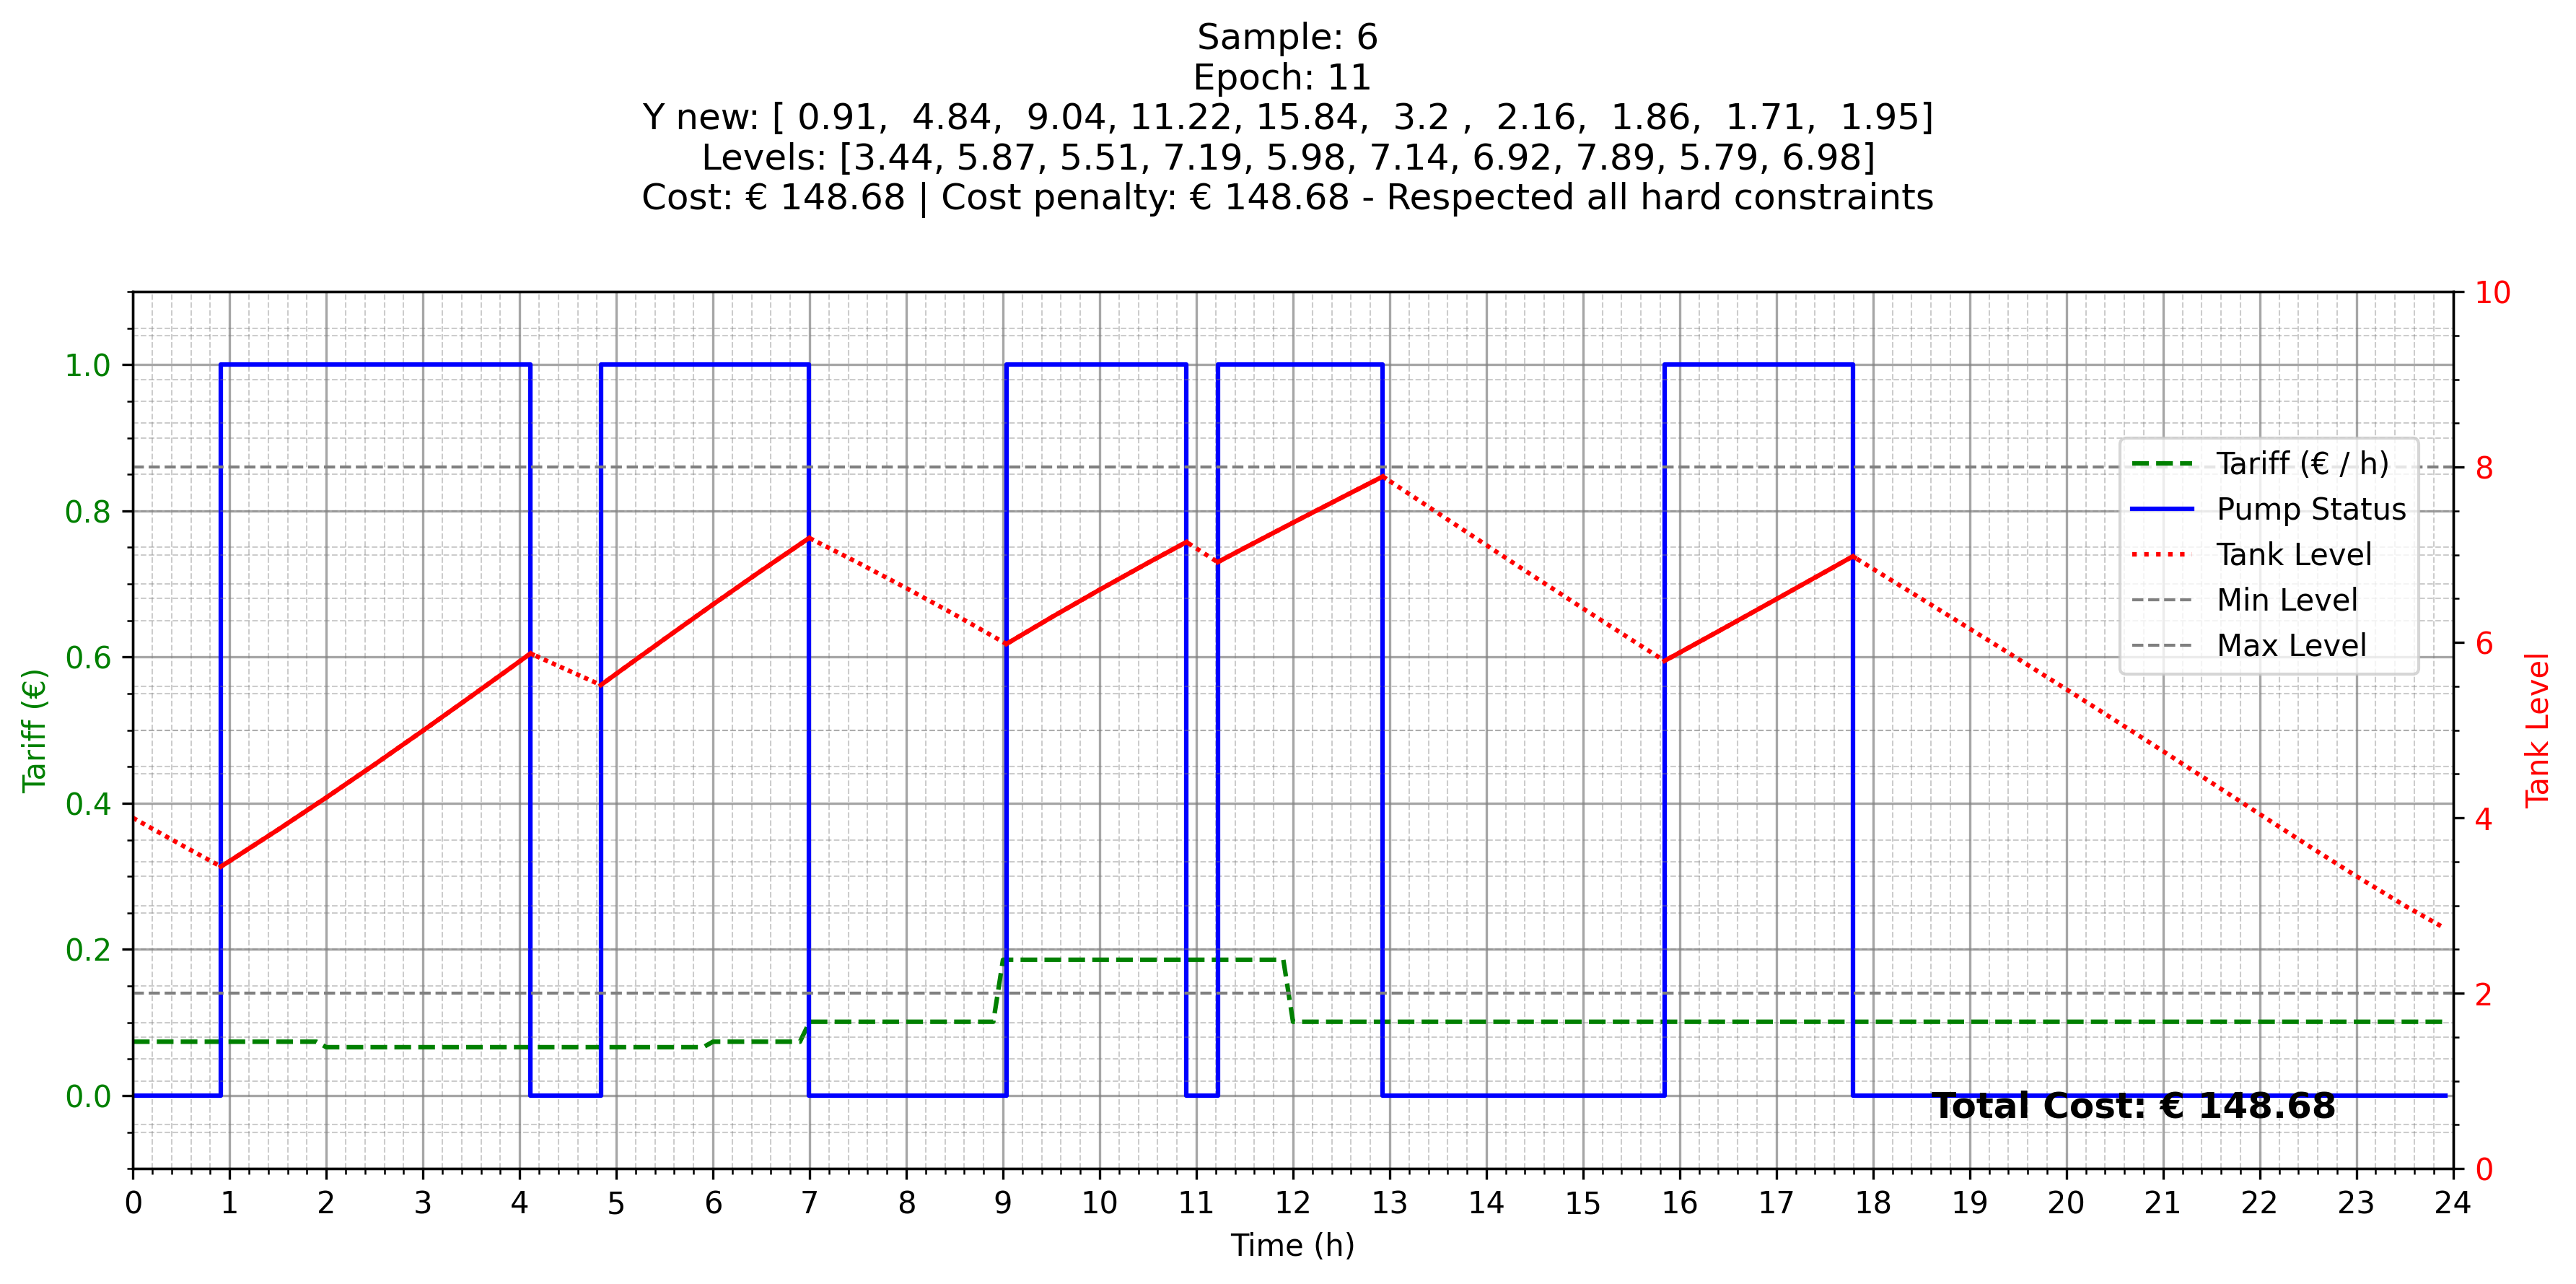 Sample: 6
Epoch: 11
Y new: [ 0.91,  4.84,  9.04, 11.22, 15.84,  3.2 ,  2.16,  1.86,  1.71,  1.95]
Levels: [3.44, 5.87, 5.51, 7.19, 5.98, 7.14, 6.92, 7.89, 5.79, 6.98]
Cost: € 148.68 | Cost penalty: € 148.68 - Respected all hard constraints
1.0
0.8
0.6
0.4
0.2
0.0
Tariff (€)
10
8
6
4
2
0
Tank Level
Tariff (€ / h)
Pump Status
Tank Level
Min Level
Max Level
Total Cost: € 148.68
0 1 2 3 4 5 6 7 8 9 10 11 12 13 14 15 16 17 18 19 20 21 22 23 24
Time (h)